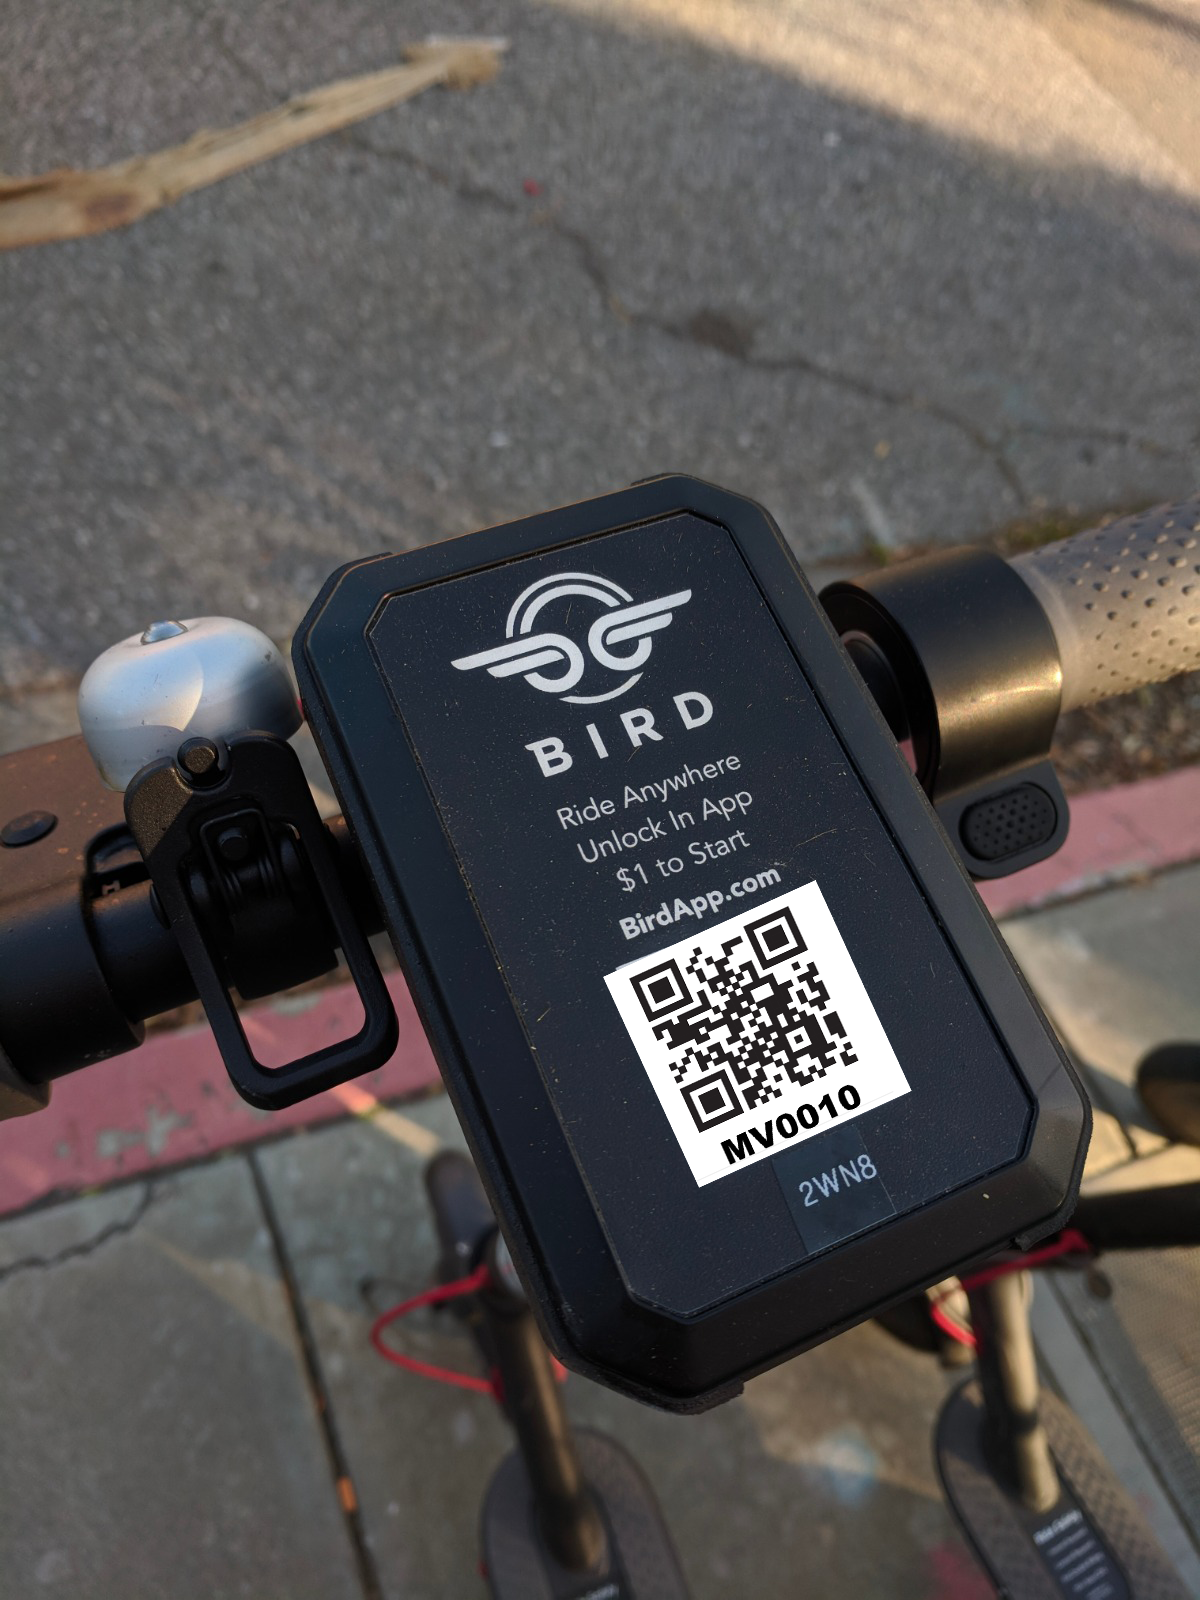 BIRD
Ride Anywhere
Unlock In App
$1 to Start
BirdApp.com
MV0010
2WN8